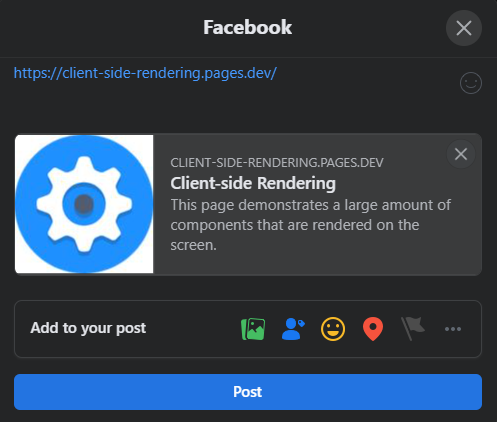 Facebook
https://client-side-rendering.pages.dev/
CLIENT-SIDE-RENDERING.PAGES.DEV
Client-side Rendering
This page demonstrates a large amount of
components that are rendered on the
screen.
Add to your post
Post